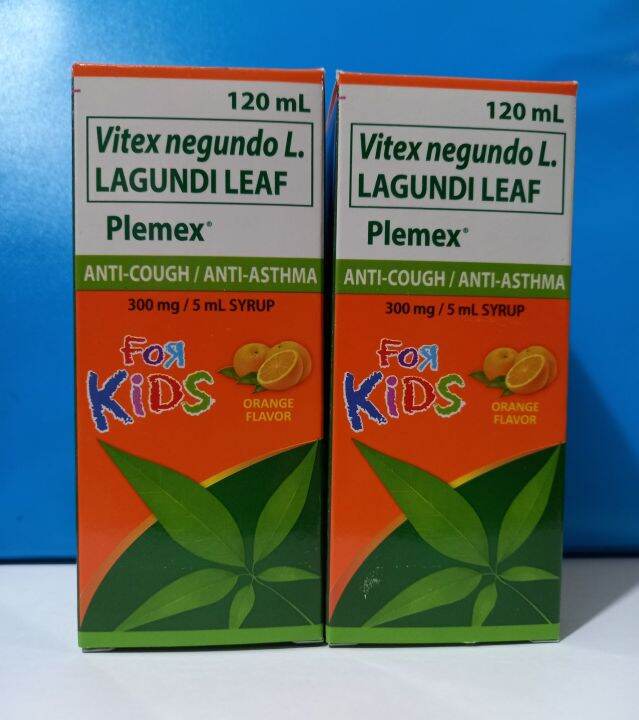 120 mL
Vitex negundo L.
LAGUNDI LEAF
Plemex®
ANTI-COUGH / ANTI-ASTHMA
300 mg / 5 mL SYRUP
FOR
KiDS
ORANGE
FLAVOR
120 mL
Vitex negundo L.
LAGUNDI LEAF
Plemex®
ANTI-COUGH / ANTI-ASTHMA
300 mg / 5 mL SYRUP
FOR
KiDS
ORANGE
FLAVOR